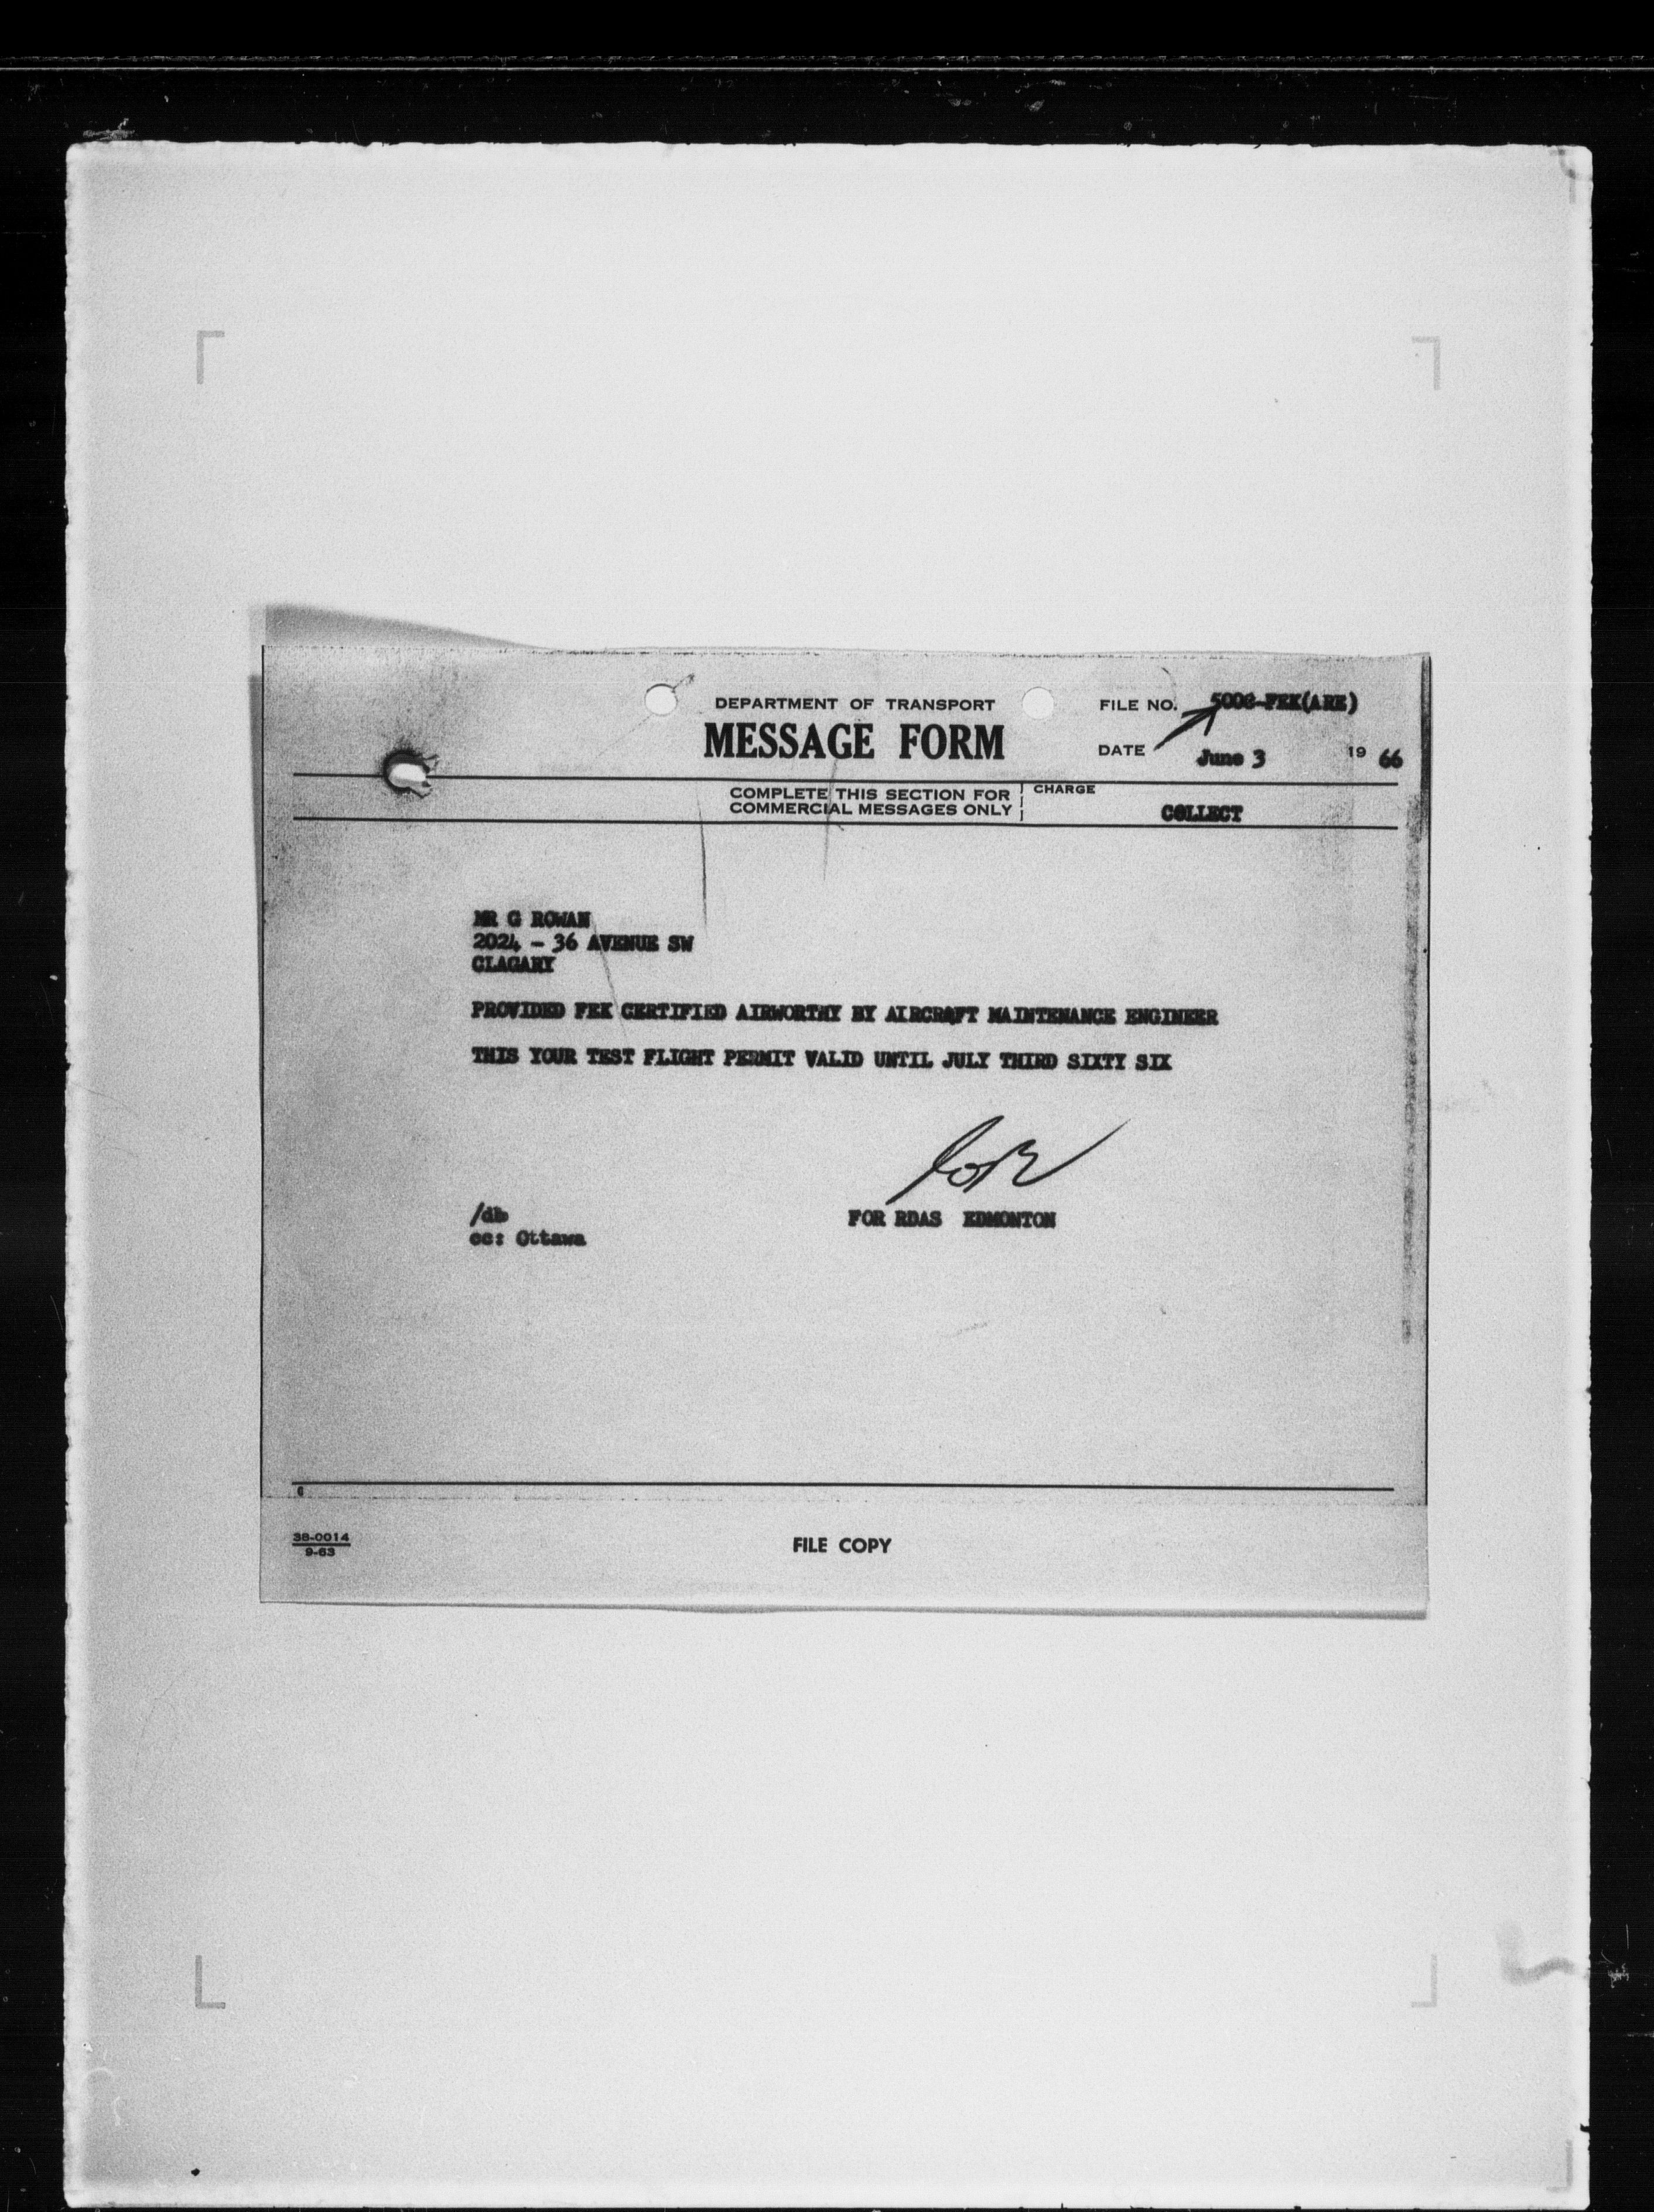 DEPARTMENT OF TRANSPORT
MESSAGE FORM
FILE NO. 5008-FEK(ARE)
DATE June 3 19 66
COMPLETE THIS SECTION FOR
COMMERCIAL MESSAGES ONLY
CHARGE
COLLECT
MR G ROWAN
2024 - 36 AVENUE SW
CLAGARY
PROVIDED FEK CERTIFIED AIRWORTHY BY AIRCRAFT MAINTENANCE ENGINEER
THIS YOUR TEST FLIGHT PERMIT VALID UNTIL JULY THIRD SIXTY SIX
/db
FOR RDAS EDMONTON
cc: Ottawa
38-0014
9-63
FILE COPY